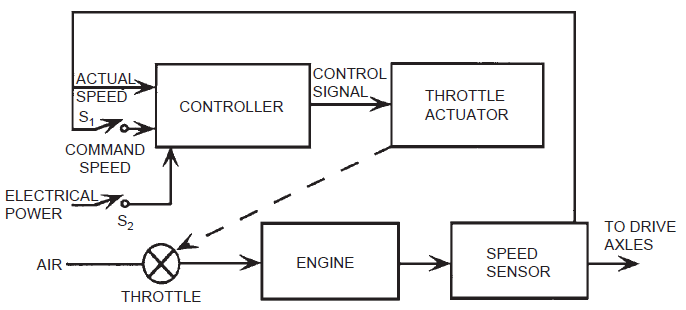 ACTUAL
SPEED
S1
COMMAND
SPEED
CONTROLLER
CONTROL
SIGNAL
THROTTLE
ACTUATOR
ELECTRICAL
POWER
S2
AIR
THROTTLE
ENGINE
SPEED
SENSOR
TO DRIVE
AXLES